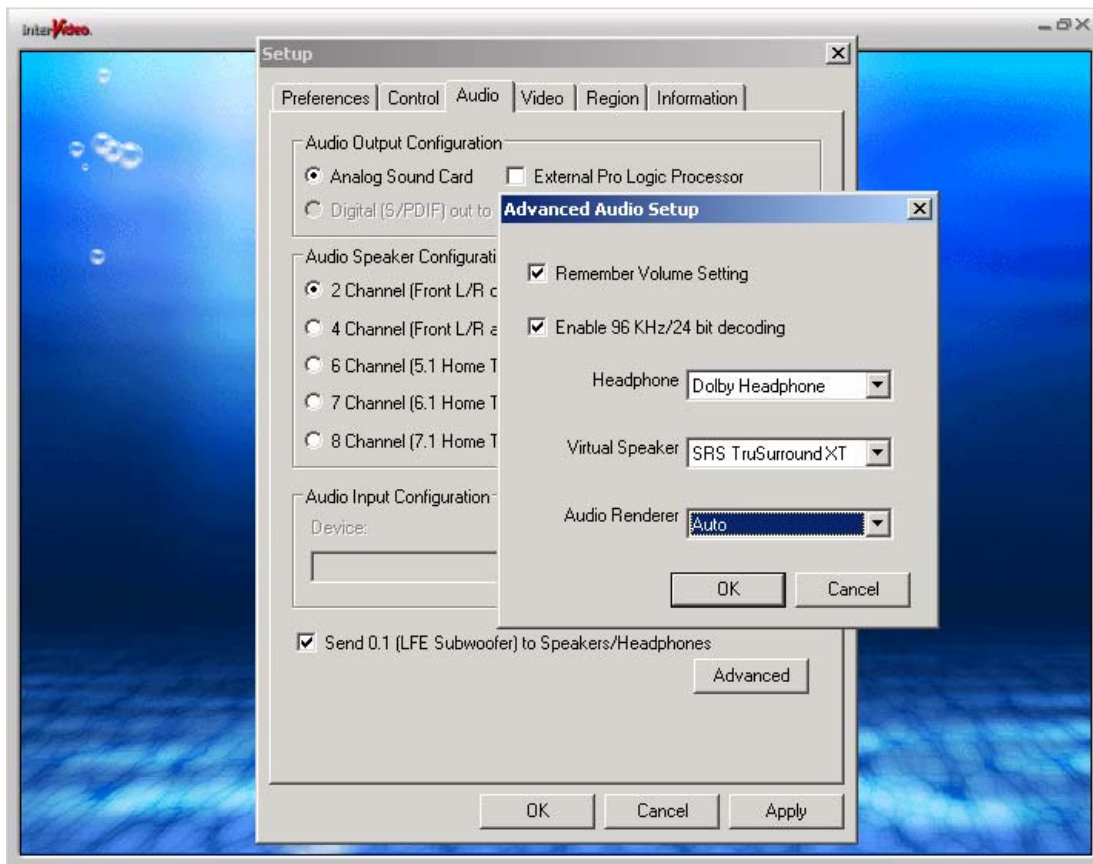 InterVideo.
Setup
Preferences Control Audio Video Region Information
Audio Output Configuration
Analog Sound Card External Pro Logic Processor
Digital (S/PDIF) out to
Audio Speaker
2 Channel (Front L/R
4 Channel (Front L/R
6 Channel (5.1 Home
7 Channel (6.1 Home
8 Channel (7.1 Home
Audio Input Configuration
Device:
Send 0.1 (LFE Subwoofer) to Speakers/Headphones
Advanced
OK Cancel Apply
Advanced Audio Setup
Remember Volume Setting
Enable 96 KHz/24 bit decoding
Headphone Dolby Headphone
Virtual Speaker SRS TruSurround XT
Audio Renderer Auto
OK Cancel